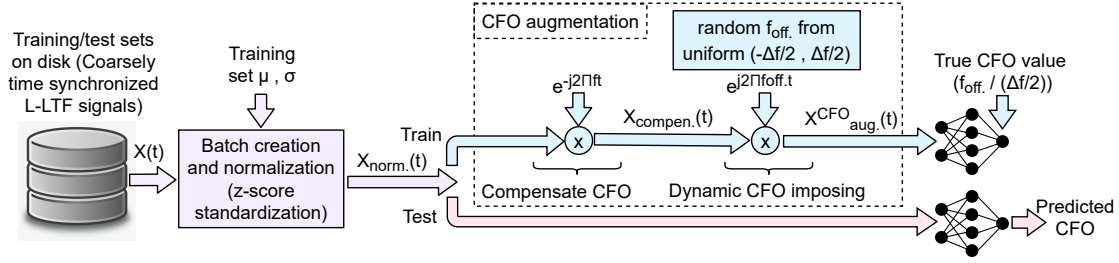 Training/test sets
on disk (Coarsely
time synchronized
L-LTF signals)
X(t)
Training
set μ , σ
Batch creation
and normalization
(z-score
standardization)
Xnorm.(t)
Train
Test
CFO augmentation
e-j2Πft
x
Compensate CFO
Xcompen.(t)
random foff. from
uniform (-Δf/2 , Δf/2)
ej2Πfoff.t
x
Dynamic CFO imposing
XCFOaug.(t)
True CFO value
(foff. / (Δf/2))
Predicted
CFO